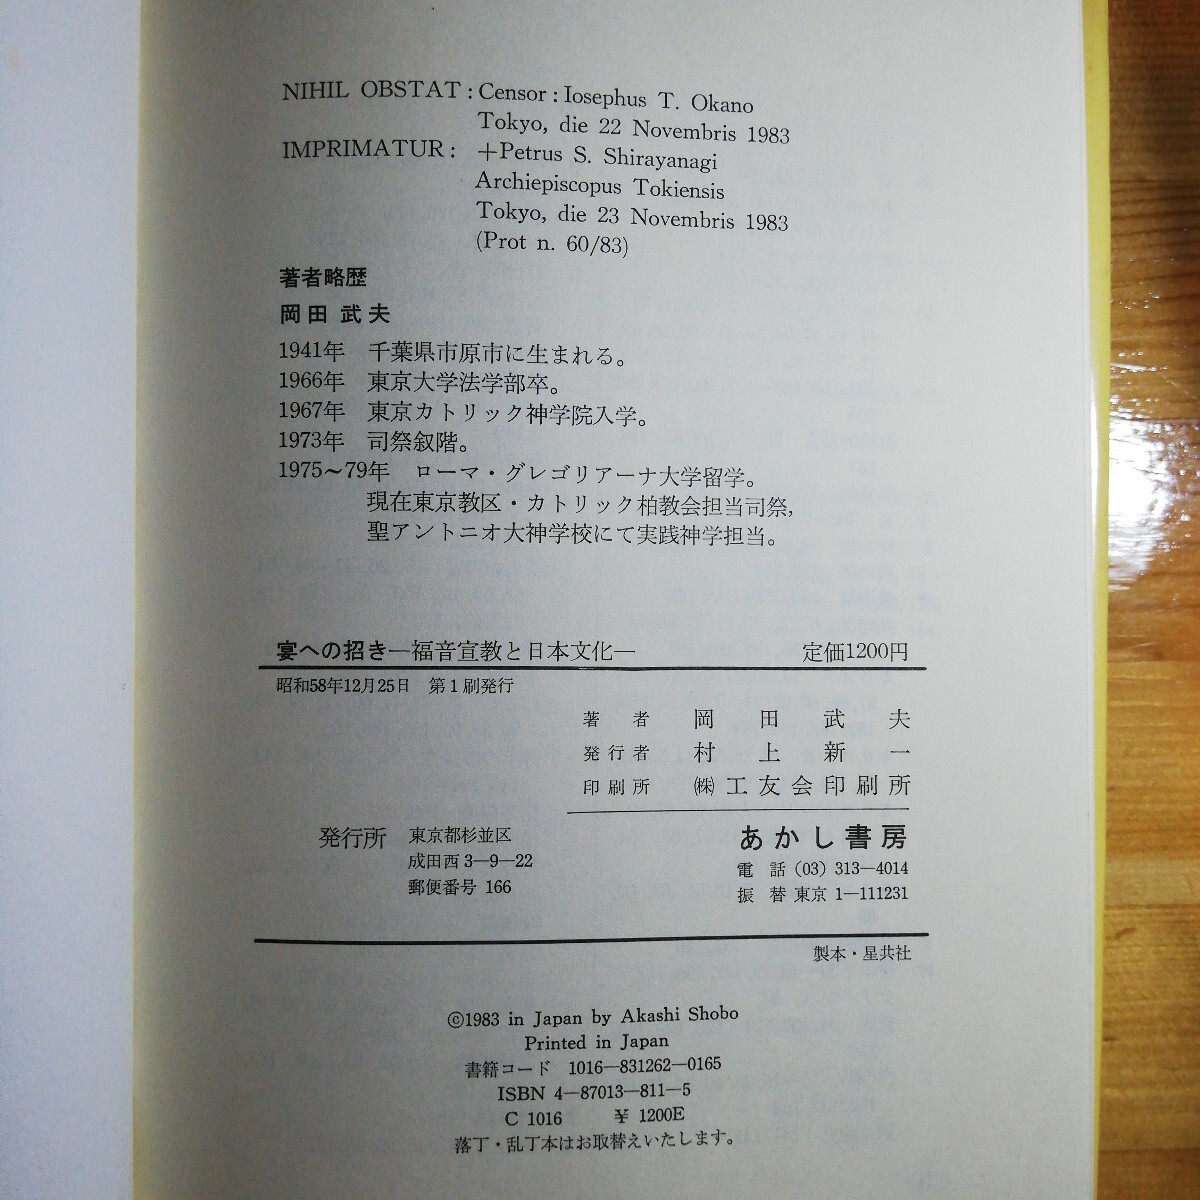 NIHIL OBSTAT : Censor : Iosephus T. Okano
Tokyo, die 22 Novembris 1983
IMPRIMATUR : +Petrus S. Shirayanagi
Archiepiscopus Tokiensis
Tokyo, die 23 Novembris 1983
(Prot n. 60/83)
著者略歴
岡田 武夫
1941年 千葉県市原市に生まれる。
1966年 東京大学法学部卒。
1967年 東京カトリック神学院入学。
1973年 司祭叙階。
1975～79年 ローマ・グレゴリアーナ大学留学。
現在東京教区・カトリック柏教会担当司祭,
聖アントニオ大神学校にて実践神学担当。
宴への招き―福音宣教と日本文化― 定価1200円
昭和58年12月25日 第1刷発行
著者 岡田武夫
発行者 村上新一
印刷所 ㈱工友会印刷所
発行所 東京都杉並区 あかし書房
成田西3―9―22 電話 (03) 313―4014
郵便番号 166 振替 東京 1―111231
製本・星共社
©1983 in Japan by Akashi Shobo
Printed in Japan
書籍コード 1016―831262―0165
ISBN 4―87013―811―5
C 1016 ￥ 1200E
落丁・乱丁本はお取替えいたします。